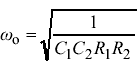 ω₀ = √(1 / (C₁C₂R₁R₂))